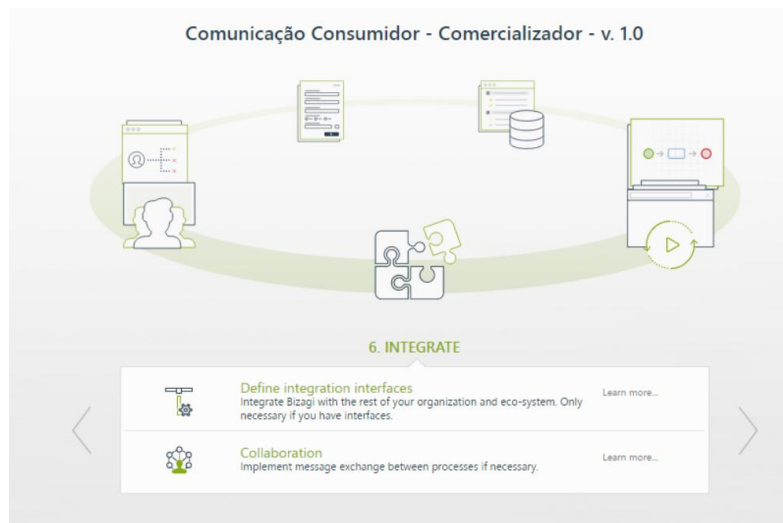 Comunicação Consumidor - Comercializador - v. 1.0
6. INTEGRATE
Define integration interfaces
Learn more...
Integrate Bizagi with the rest of your organization and eco-system. Only
necessary if you have interfaces.
Collaboration
Learn more...
Implement message exchange between processes if necessary.